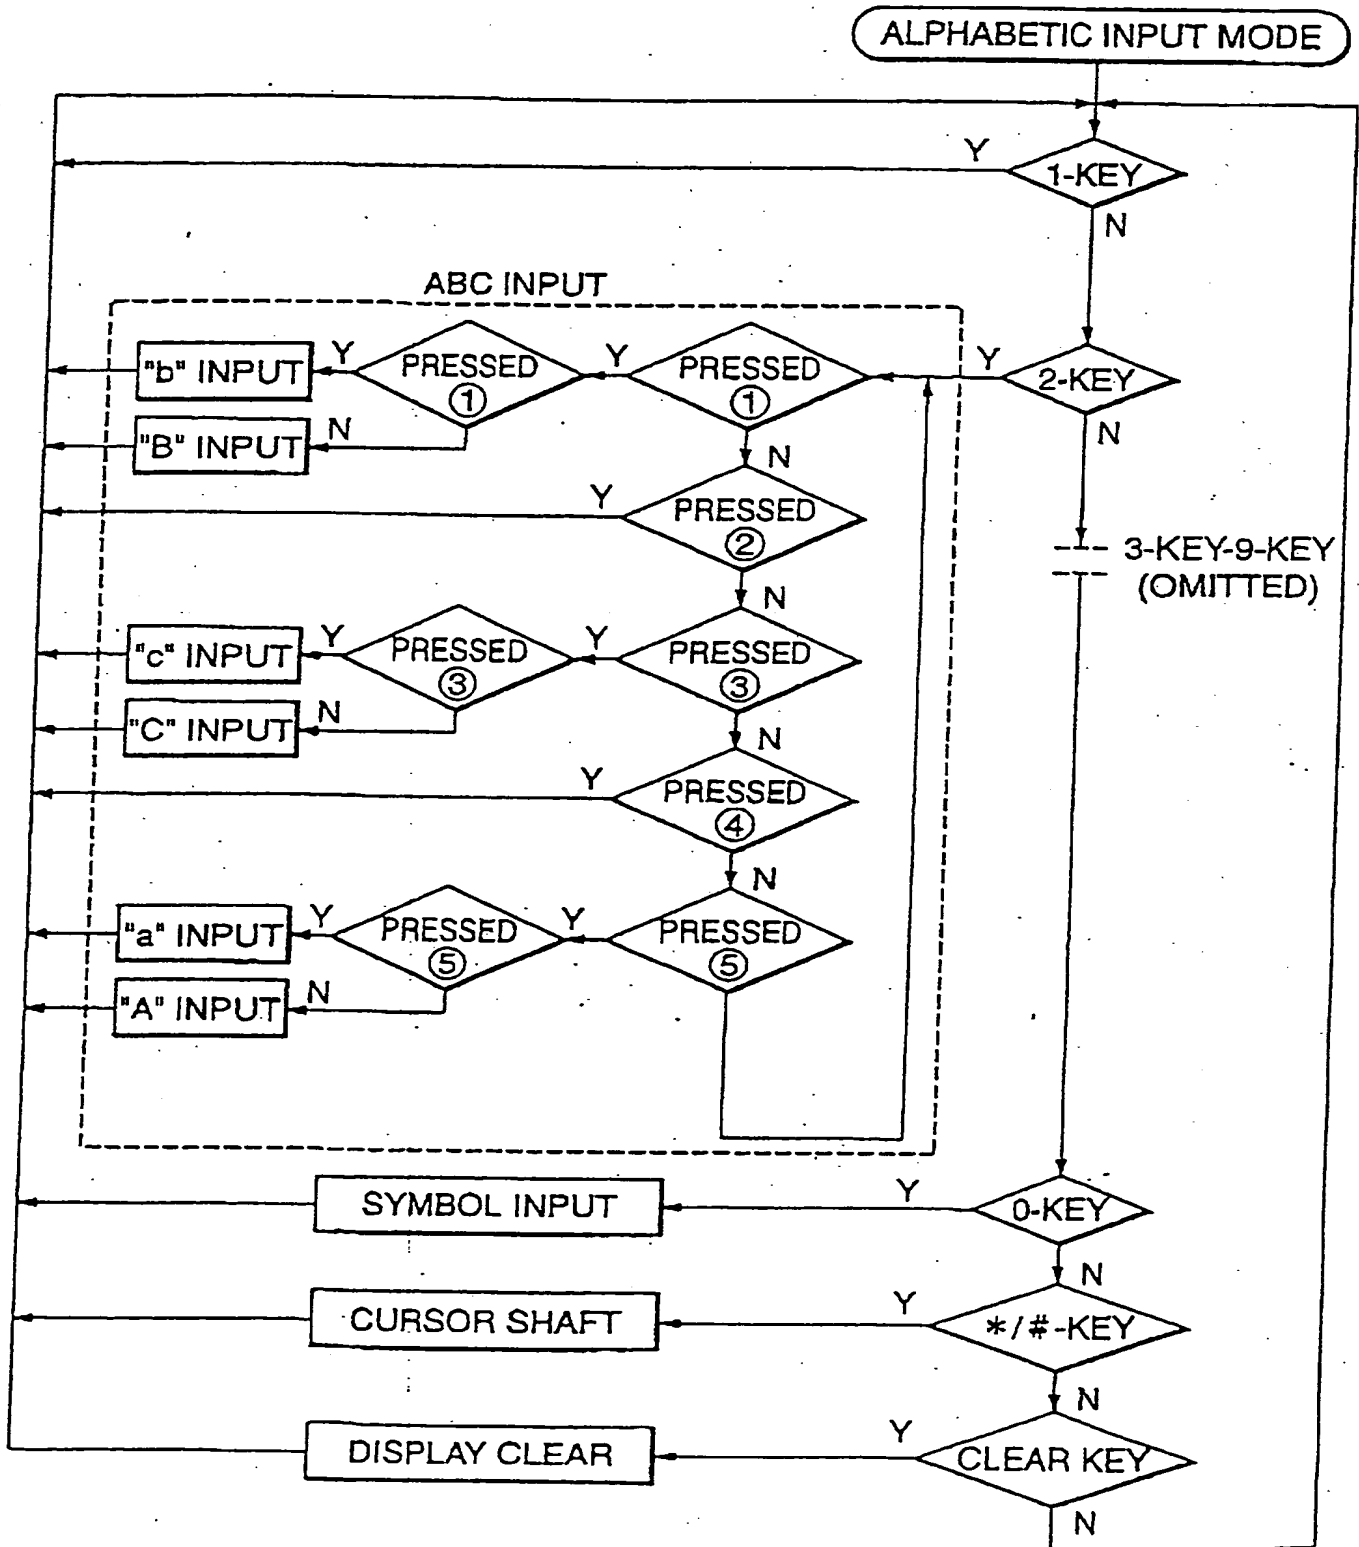 ALPHABETIC INPUT MODE
Y
1-KEY
N
ABC INPUT
"b" INPUT
Y
PRESSED
①
Y
PRESSED
①
Y
2-KEY
"B" INPUT
N
N
N
Y
PRESSED
②
3-KEY-9-KEY
(OMITTED)
N
"c" INPUT
Y
PRESSED
③
Y
PRESSED
③
"C" INPUT
N
N
Y
PRESSED
④
N
"a" INPUT
Y
PRESSED
⑤
Y
PRESSED
⑤
"A" INPUT
N
SYMBOL INPUT
Y
0-KEY
N
CURSOR SHAFT
Y
*/#-KEY
N
DISPLAY CLEAR
Y
CLEAR KEY
N